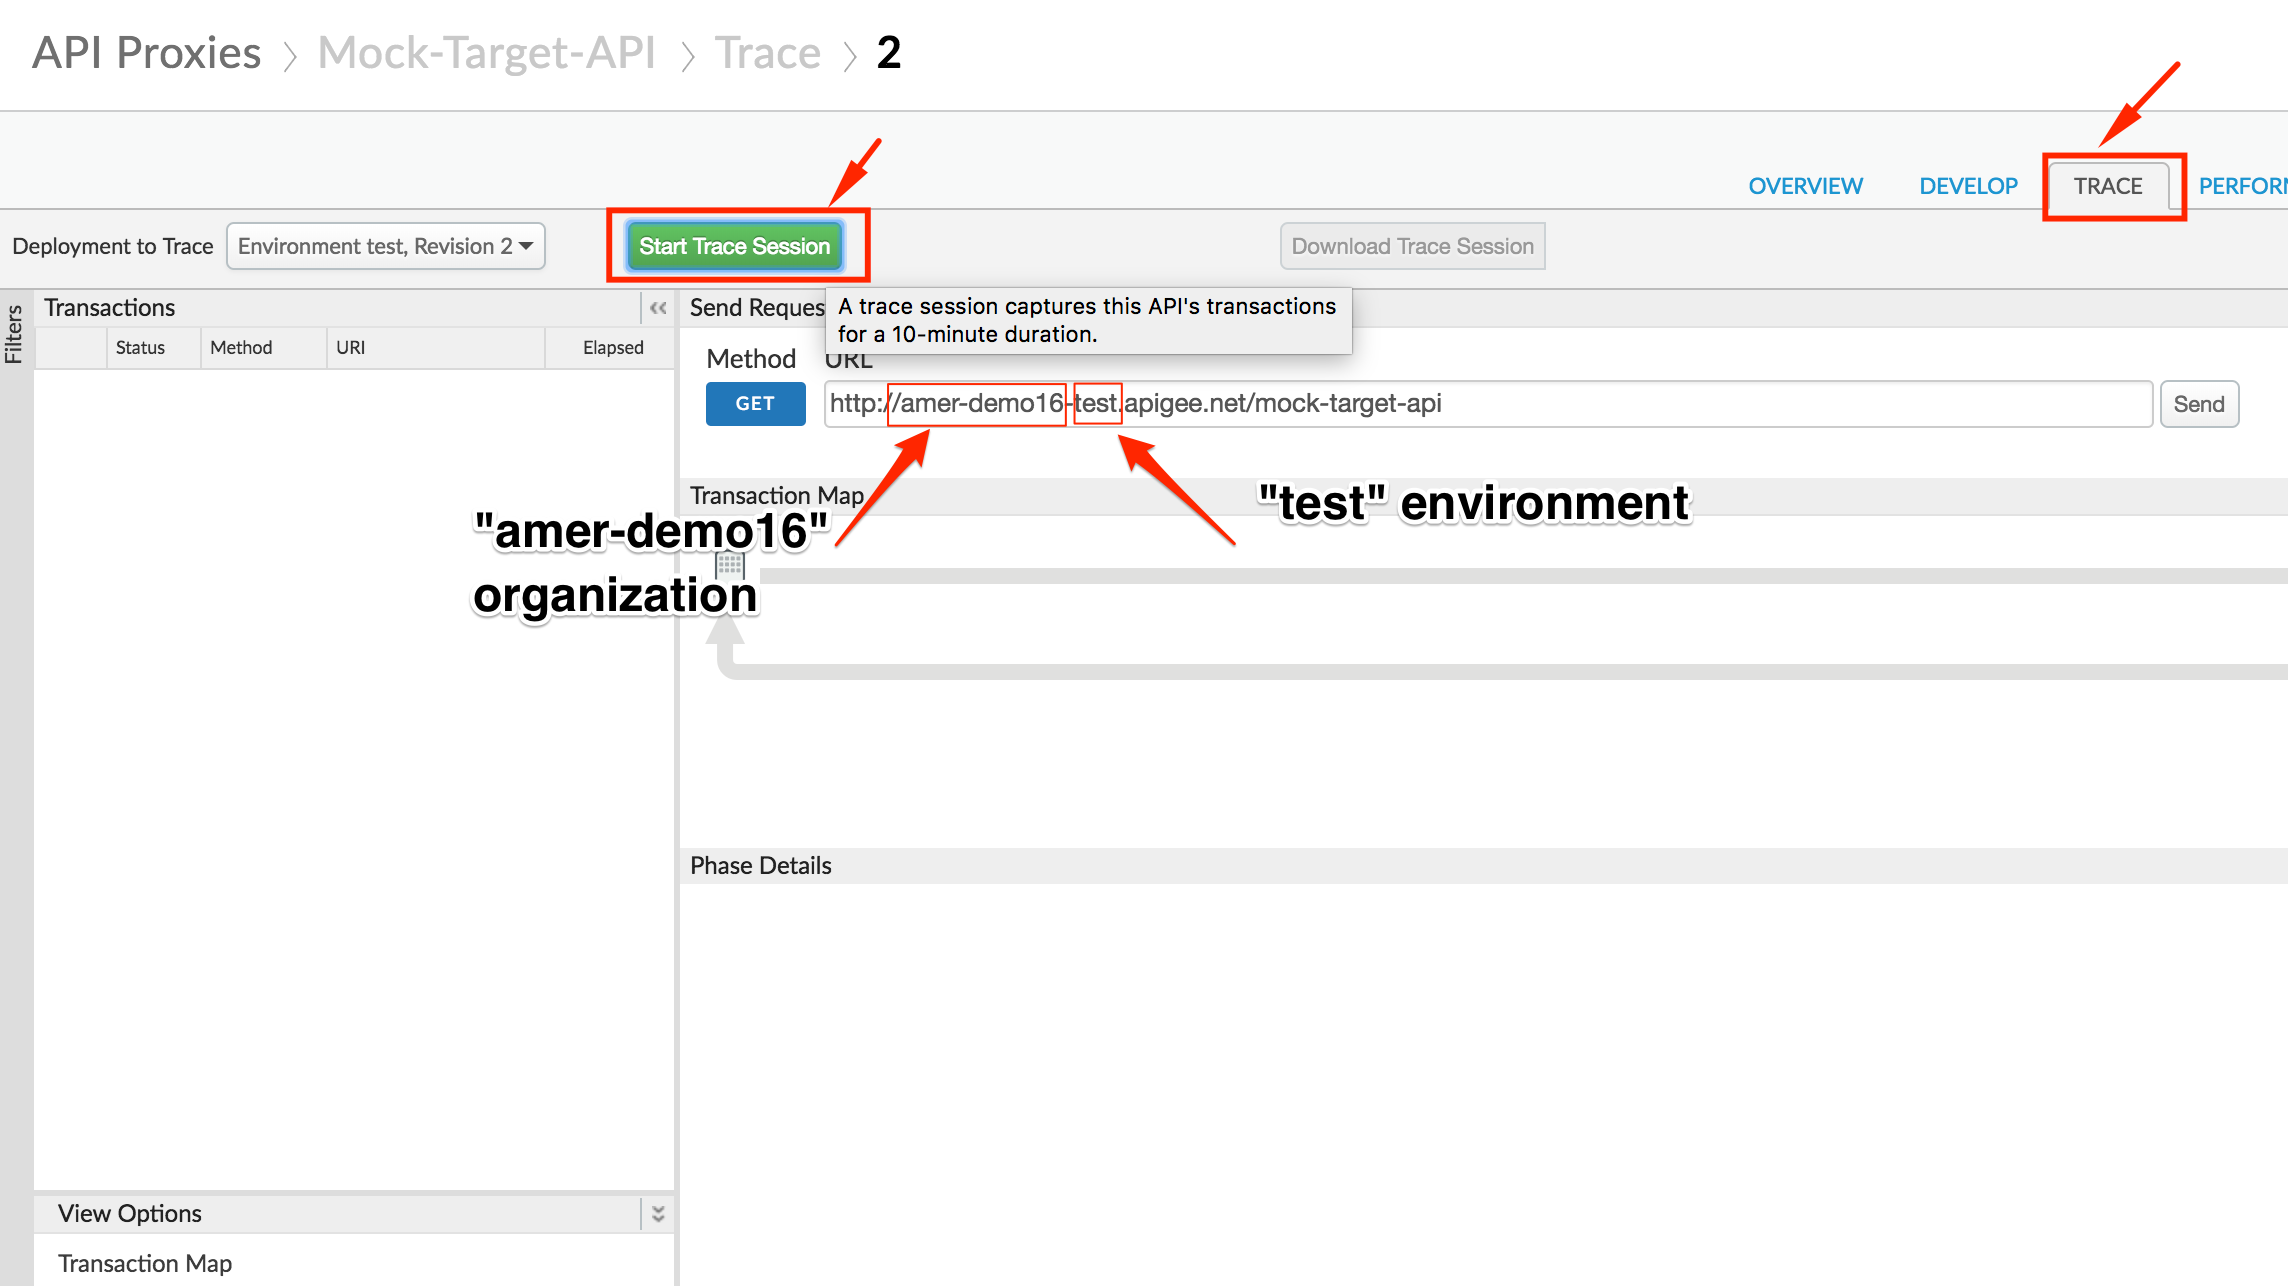 API Proxies > Mock-Target-API > Trace > 2
OVERVIEW DEVELOP TRACE
Deployment to Trace Environment test, Revision 2 Start Trace Session Download Trace Session
Filters
Transactions «
Status Method URI Elapsed
Send Reques
A trace session captures this API's transactions
for a 10-minute duration.
Method URL
GET http://amer-demo16-test.apigee.net/mock-target-api Send
Transaction Map
"amer-demo16"
organization
"test" environment
Phase Details
View Options
Transaction Map